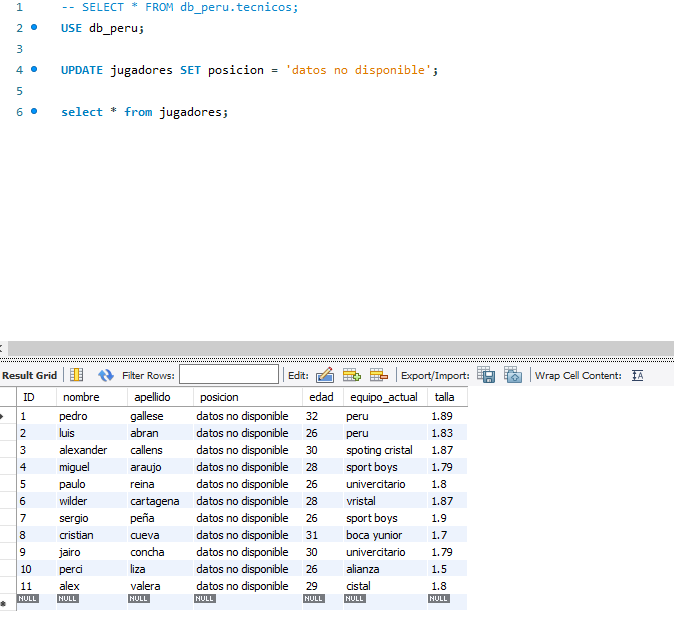 1 -- SELECT * FROM db_peru.tecnicos;
2 USE db_peru;
3
4 UPDATE jugadores SET posicion = 'datos no disponible';
5
6 select * from jugadores;
Result Grid Filter Rows: Edit: Export/Import: Wrap Cell Content: IA
ID nombre apellido posicion edad equipo_actual talla
1 pedro gallese datos no disponible 32 peru 1.89
2 luis abran datos no disponible 26 peru 1.83
3 alexander callens datos no disponible 30 spoting cristal 1.87
4 miguel araujo datos no disponible 28 sport boys 1.79
5 paulo reina datos no disponible 26 univercitario 1.8
6 wilder cartagena datos no disponible 28 vristal 1.87
7 sergio peña datos no disponible 26 sport boys 1.9
8 cristian cueva datos no disponible 31 boca yunior 1.7
9 jairo concha datos no disponible 30 univercitario 1.79
10 perci liza datos no disponible 26 alianza 1.5
11 alex valera datos no disponible 29 cistal 1.8
NULL NULL NULL NULL NULL NULL NULL